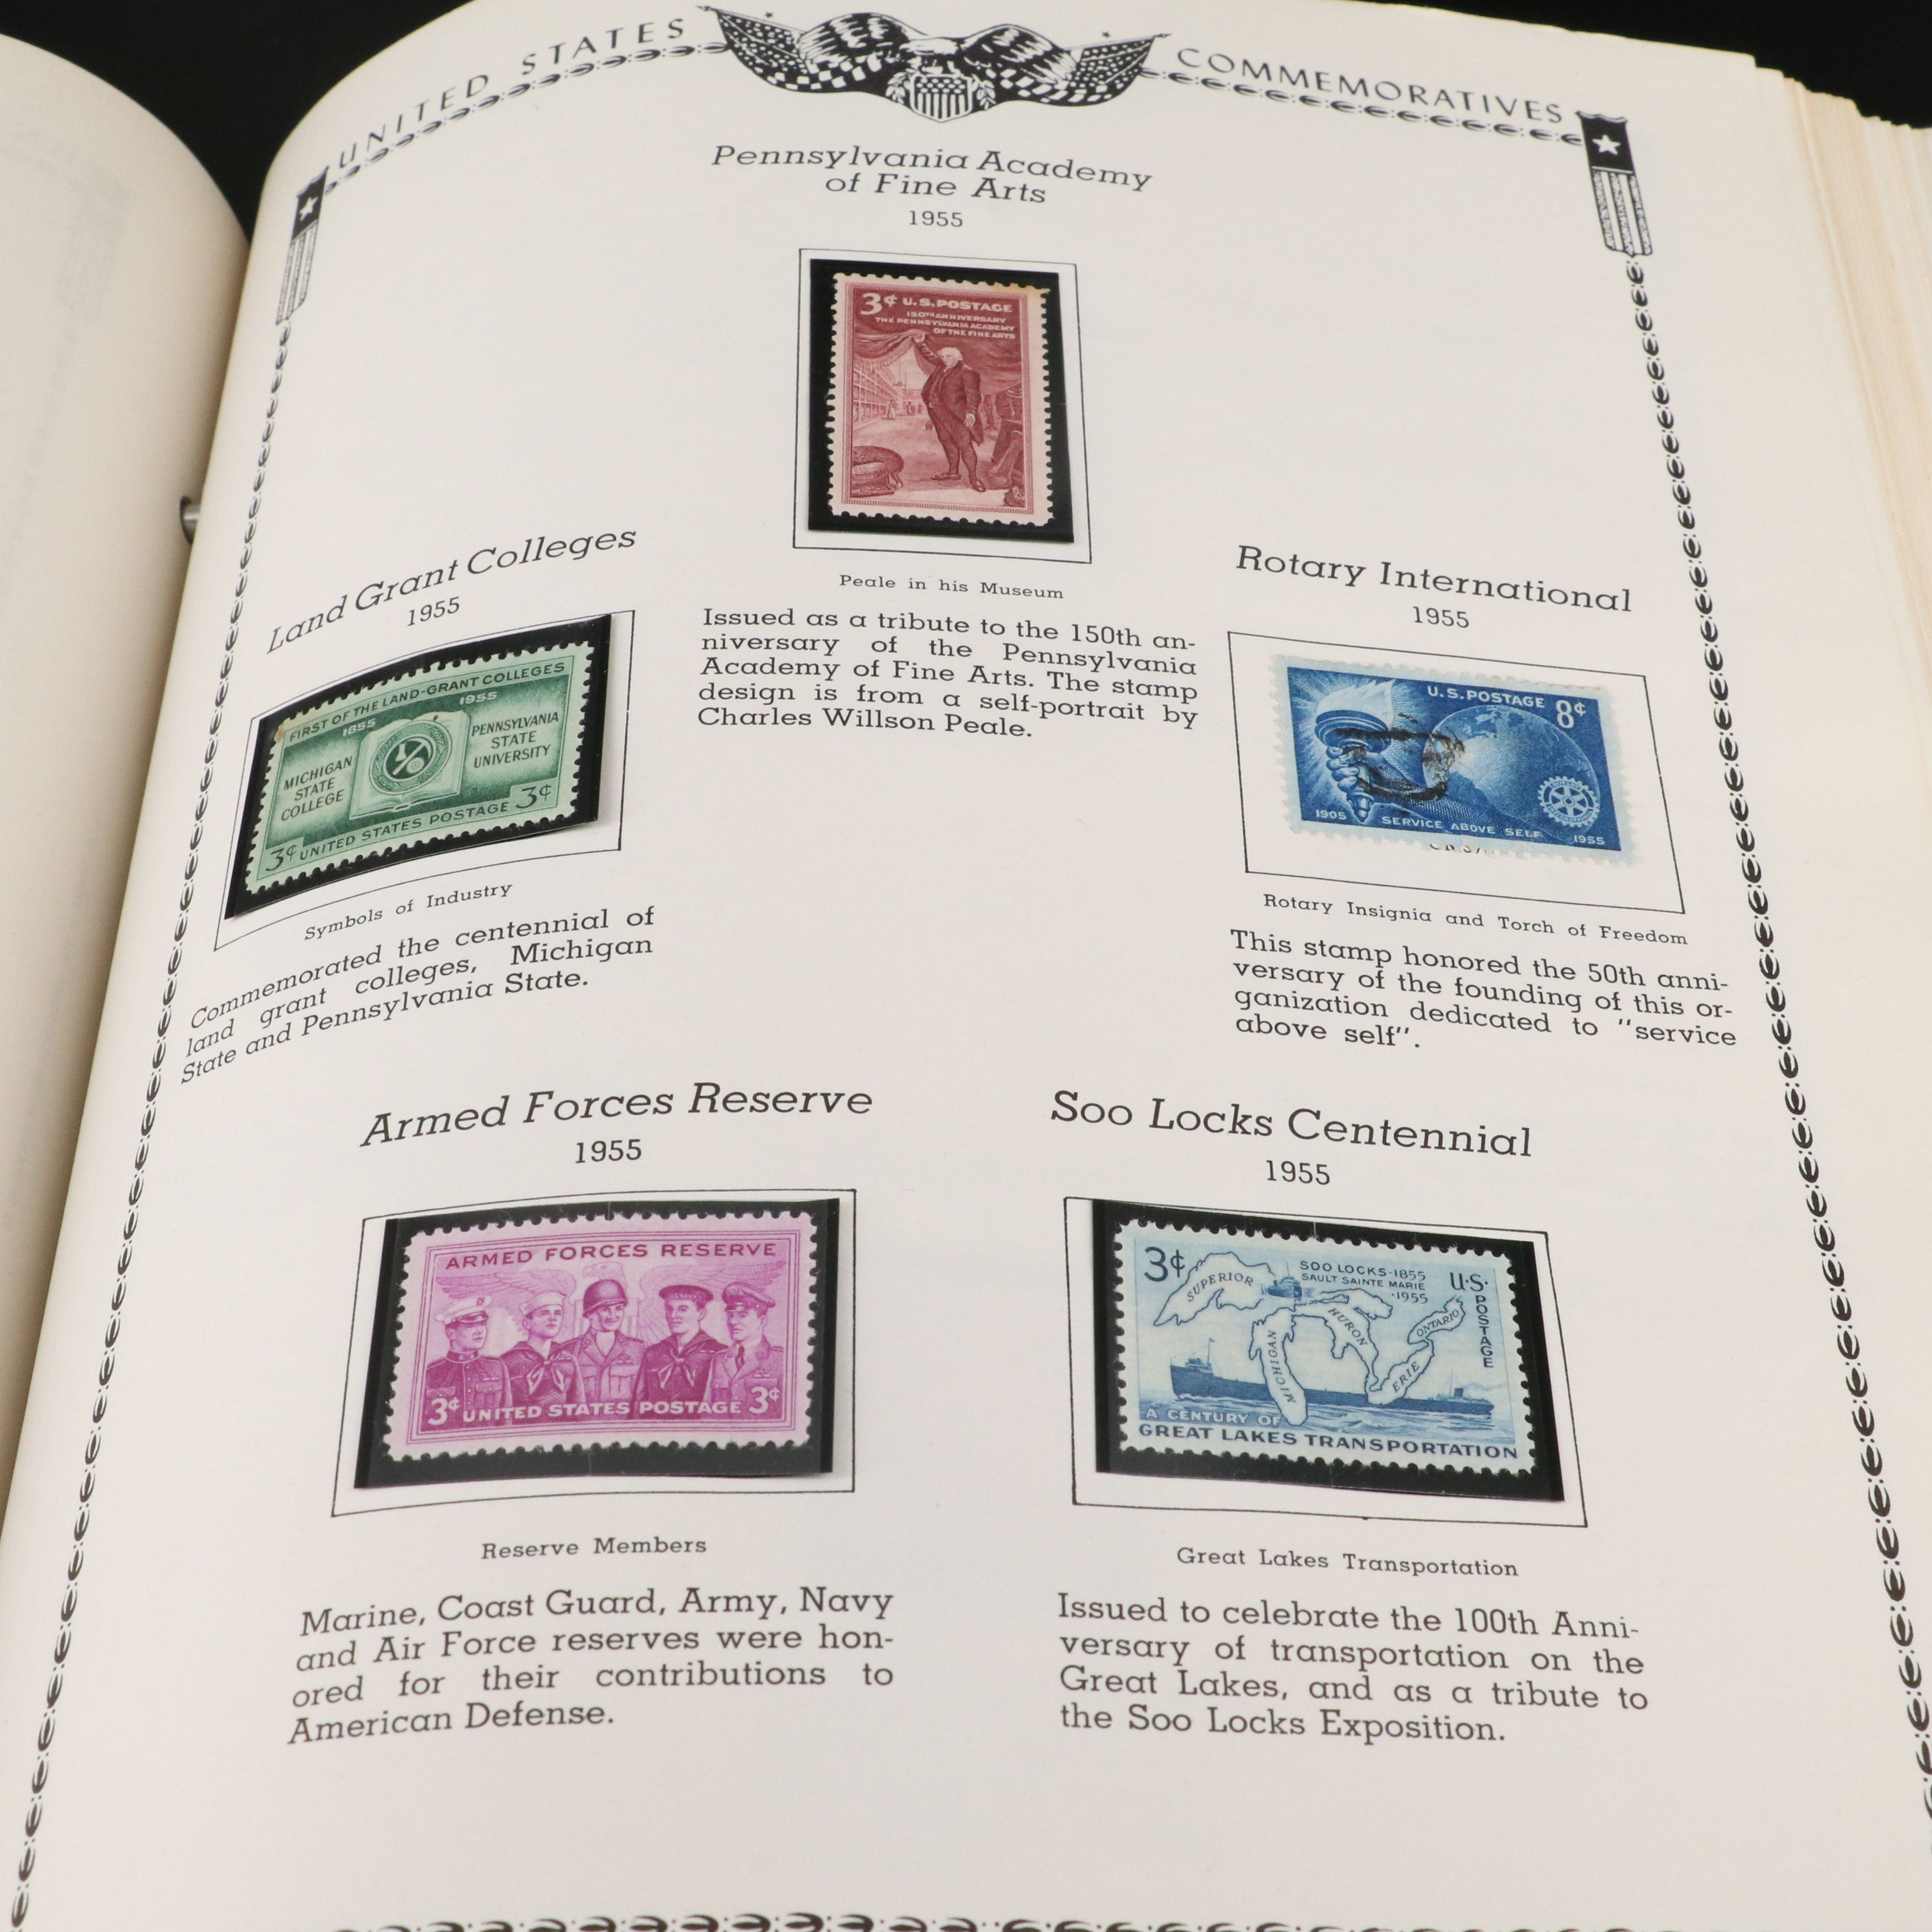 UNITED STATES COMMEMORATIVES
Pennsylvania Academy
of Fine Arts
1955
3¢ U.S. POSTAGE
150TH ANNIVERSARY
THE PENNSYLVANIA ACADEMY
OF THE FINE ARTS
Peale in his Museum
Issued as a tribute to the 150th an-
niversary of the Pennsylvania
Academy of Fine Arts. The stamp
design is from a self-portrait by
Charles Willson Peale.
Land Grant Colleges
1955
FIRST OF THE LAND-GRANT COLLEGES
1855 1955
MICHIGAN
STATE
COLLEGE
PENNSYLVANIA
STATE
UNIVERSITY
3¢ UNITED STATES POSTAGE 3¢
Symbols of Industry
Commemorated the centennial of
land grant colleges, Michigan
State and Pennsylvania State.
Rotary International
1955
U.S. POSTAGE 8¢
1905 SERVICE ABOVE SELF 1955
Rotary Insignia and Torch of Freedom
This stamp honored the 50th anni-
versary of the founding of this or-
ganization dedicated to "service
above self".
Armed Forces Reserve
1955
ARMED FORCES RESERVE
3¢ UNITED STATES POSTAGE 3¢
Reserve Members
Marine, Coast Guard, Army, Navy
and Air Force reserves were hon-
ored for their contributions to
American Defense.
Soo Locks Centennial
1955
3¢
SOO LOCKS·1855
SAULT SAINTE MARIE
·1955
U.S.
POSTAGE
SUPERIOR
MICHIGAN
HURON
ONTARIO
ERIE
A CENTURY OF
GREAT LAKES TRANSPORTATION
Great Lakes Transportation
Issued to celebrate the 100th Anni-
versary of transportation on the
Great Lakes, and as a tribute to
the Soo Locks Exposition.